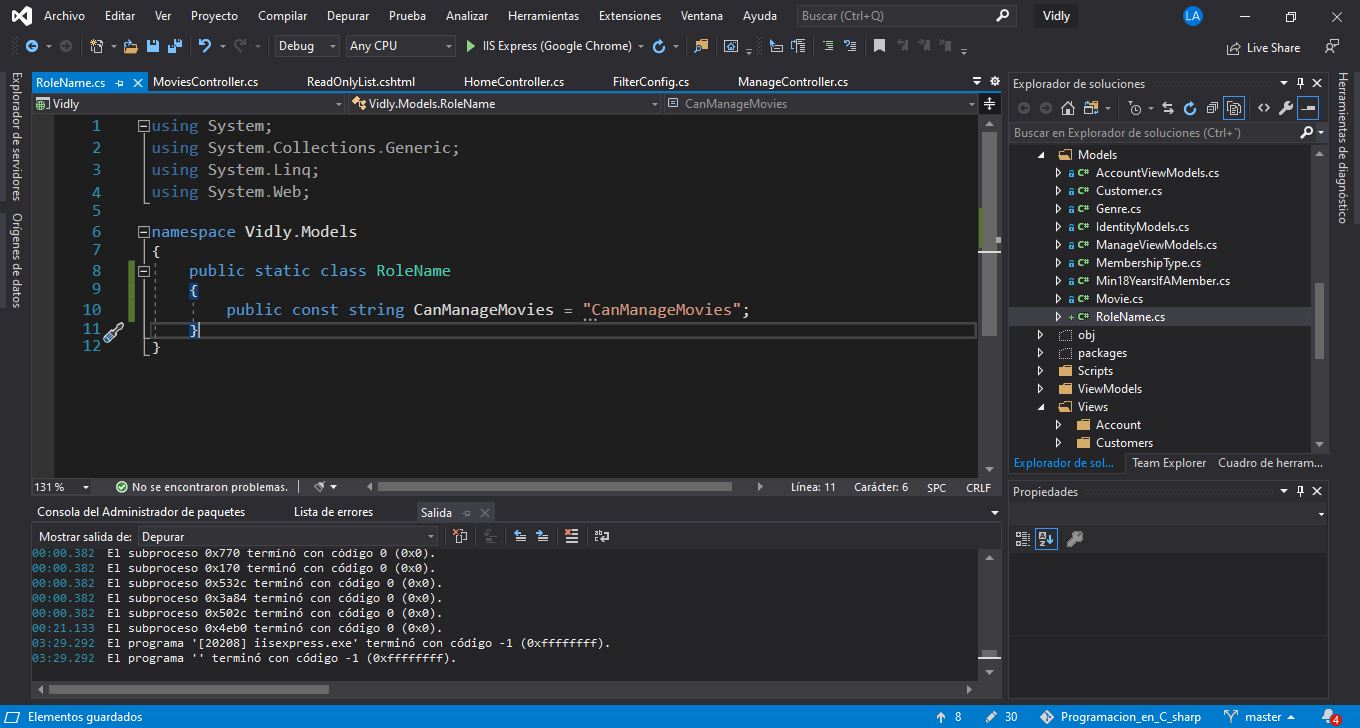 Archivo Editar Ver Proyecto Compilar Depurar Prueba Analizar Herramientas Extensiones Ventana Ayuda Buscar (Ctrl+Q) Vidly LA
Debug Any CPU IIS Express (Google Chrome) Live Share
Explorador de servidores
Orígenes de datos
RoleName.cs MoviesController.cs ReadOnlyList.cshtml HomeController.cs FilterConfig.cs ManageController.cs
Vidly Vidly.Models.RoleName CanManageMovies
1 using System;
2 using System.Collections.Generic;
3 using System.Linq;
4 using System.Web;
5
6 namespace Vidly.Models
7 {
8 public static class RoleName
9 {
10 public const string CanManageMovies = "CanManageMovies";
11 }
12 }
131 % No se encontraron problemas. Línea: 11 Carácter: 6 SPC CRLF
Consola del Administrador de paquetes Lista de errores Salida
Mostrar salida de: Depurar
00:00.382 El subproceso 0x770 terminó con código 0 (0x0).
00:00.382 El subproceso 0x170 terminó con código 0 (0x0).
00:00.382 El subproceso 0x532c terminó con código 0 (0x0).
00:00.382 El subproceso 0x3a84 terminó con código 0 (0x0).
00:00.382 El subproceso 0x502c terminó con código 0 (0x0).
00:21.133 El subproceso 0x4eb0 terminó con código 0 (0x0).
03:29.292 El programa '[20208] iisexpress.exe' terminó con código -1 (0xffffffff).
03:29.292 El programa '' terminó con código -1 (0xffffffff).
Explorador de soluciones
Buscar en Explorador de soluciones (Ctrl+´)
Models
C# AccountViewModels.cs
C# Customer.cs
C# Genre.cs
C# IdentityModels.cs
C# ManageViewModels.cs
C# MembershipType.cs
C# Min18YearsIfAMember.cs
C# Movie.cs
+ C# RoleName.cs
obj
packages
Scripts
ViewModels
Views
Account
Customers
Explorador de sol... Team Explorer Cuadro de herram...
Propiedades
Herramientas de diagnóstico
Elementos guardados 8 30 Programacion_en_C_sharp master 4